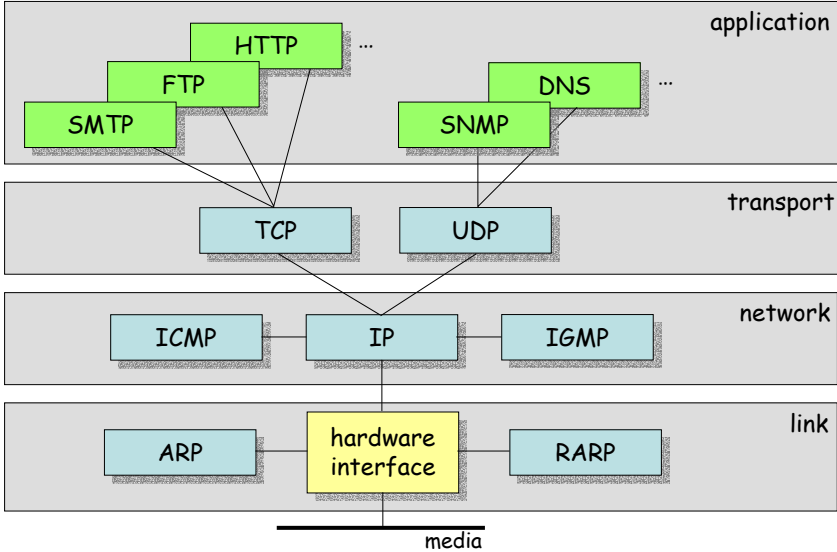 application
HTTP ...
FTP
DNS ...
SMTP
SNMP
transport
TCP
UDP
network
ICMP
IP
IGMP
link
ARP
hardware
interface
RARP
media